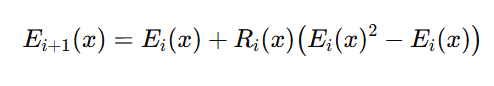 E_{i+1}(x) = E_i(x) + R_i(x)(E_i(x)^2 − E_i(x))